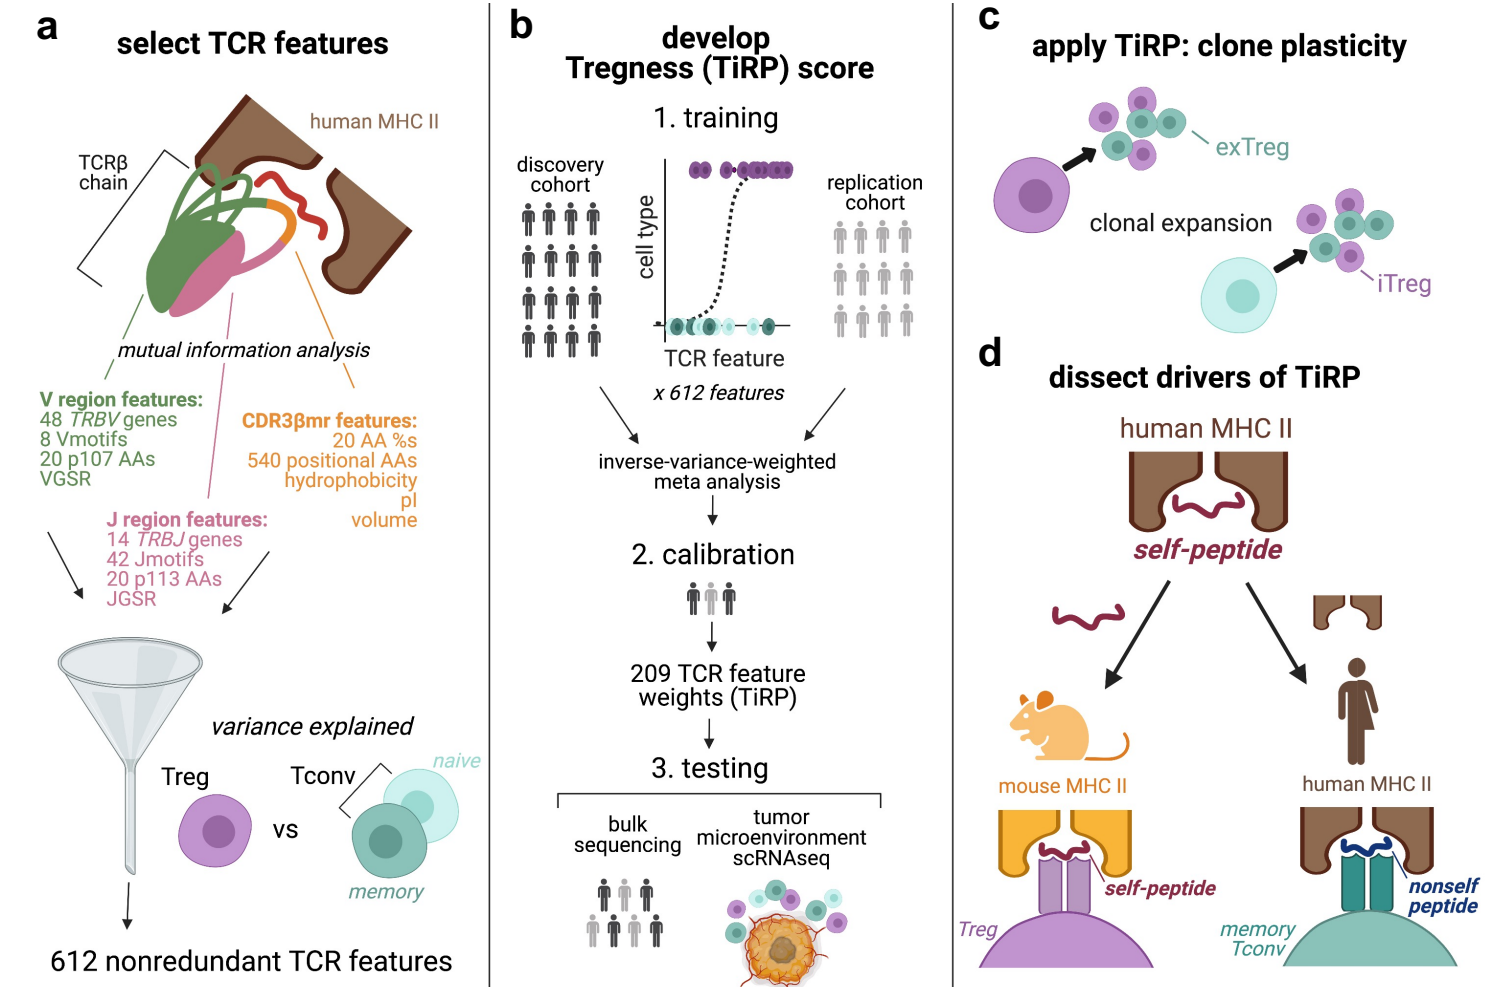 a
select TCR features
human MHC II
TCRβ
chain
mutual information analysis
V region features:
48 TRBV genes
8 Vmotifs
20 p107 AAs
VGSR
CDR3βmr features:
20 AA %s
540 positional AAs
hydrophobicity
pI
volume
J region features:
14 TRBJ genes
42 Jmotifs
20 p113 AAs
JGSR
variance explained
Treg
vs
Tconv
naive
memory
612 nonredundant TCR features
b
develop
Tregness (TiRP) score
1. training
discovery
cohort
cell type
TCR feature
x 612 features
replication
cohort
inverse-variance-weighted
meta analysis
2. calibration
209 TCR feature
weights (TiRP)
3. testing
bulk
sequencing
tumor
microenvironment
scRNAseq
c
apply TiRP: clone plasticity
exTreg
clonal expansion
iTreg
d
dissect drivers of TiRP
human MHC II
self-peptide
mouse MHC II
self-peptide
Treg
human MHC II
nonself
peptide
memory
Tconv